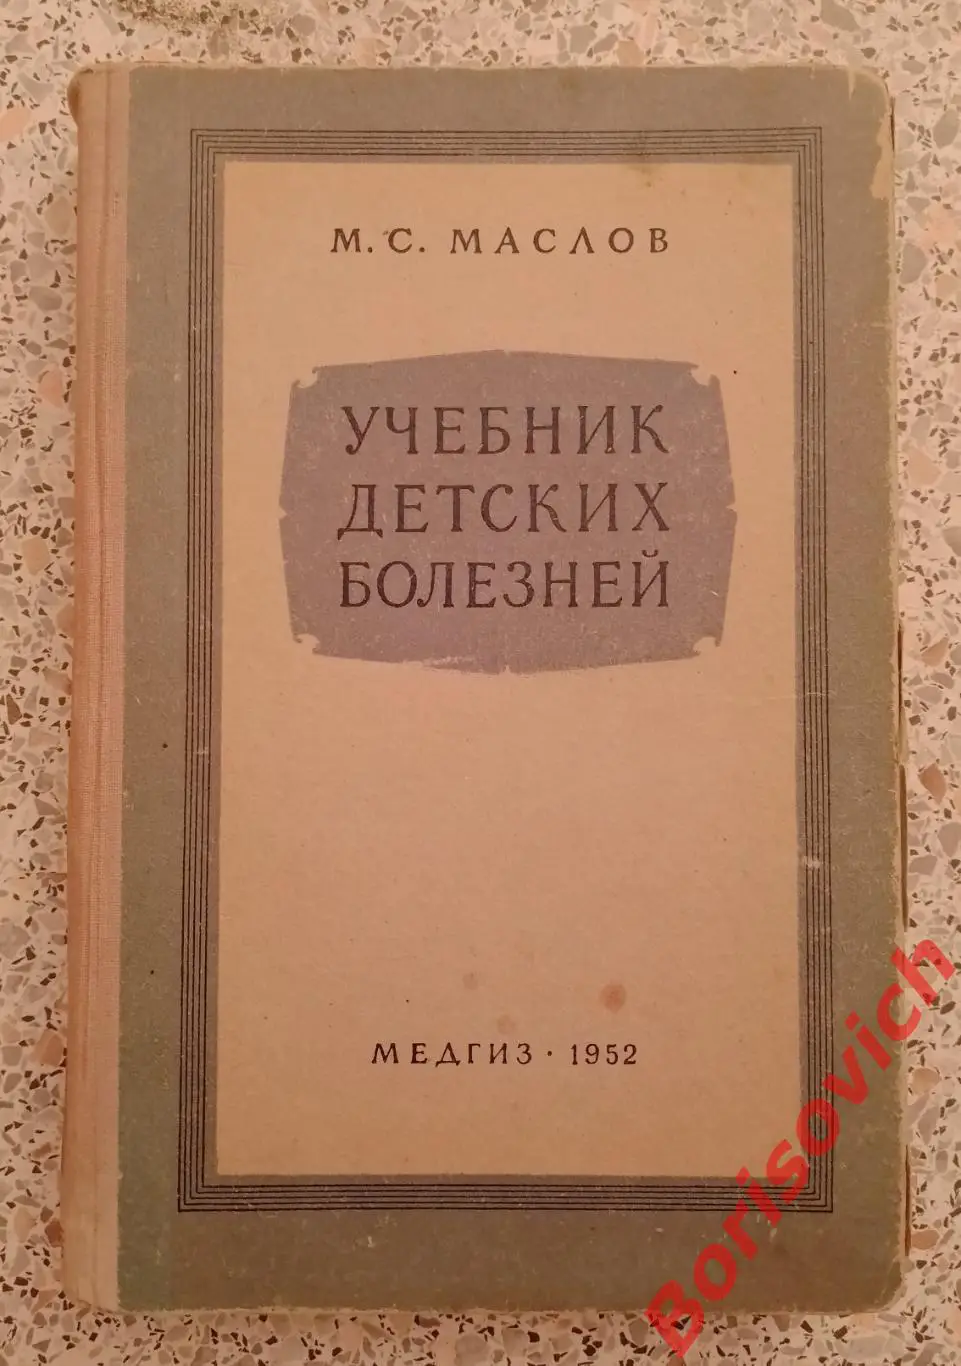 М. С. МАСЛОВ
УЧЕБНИК
ДЕТСКИХ
БОЛЕЗНЕЙ
МЕДГИЗ · 1952
Borisovich